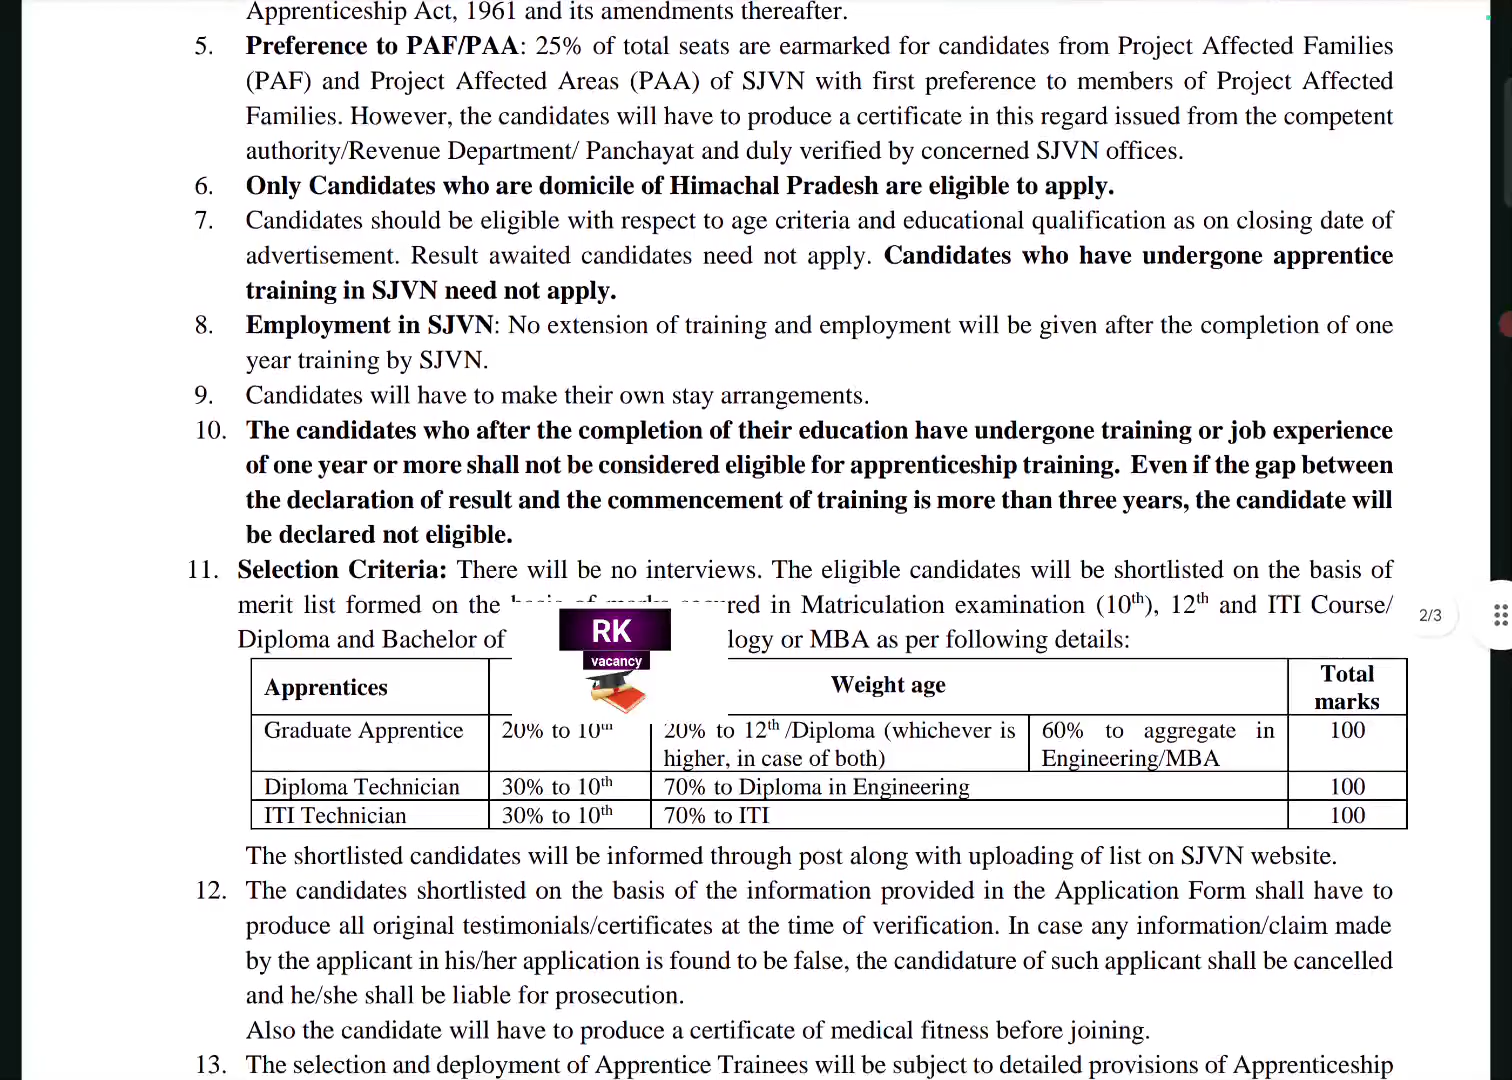 Apprenticeship Act, 1961 and its amendments thereafter.
5. Preference to PAF/PAA: 25% of total seats are earmarked for candidates from Project Affected Families
(PAF) and Project Affected Areas (PAA) of SJVN with first preference to members of Project Affected
Families. However, the candidates will have to produce a certificate in this regard issued from the competent
authority/Revenue Department/ Panchayat and duly verified by concerned SJVN offices.
6. Only Candidates who are domicile of Himachal Pradesh are eligible to apply.
7. Candidates should be eligible with respect to age criteria and educational qualification as on closing date of
advertisement. Result awaited candidates need not apply. Candidates who have undergone apprentice
training in SJVN need not apply.
8. Employment in SJVN: No extension of training and employment will be given after the completion of one
year training by SJVN.
9. Candidates will have to make their own stay arrangements.
10. The candidates who after the completion of their education have undergone training or job experience
of one year or more shall not be considered eligible for apprenticeship training. Even if the gap between
the declaration of result and the commencement of training is more than three years, the candidate will
be declared not eligible.
11. Selection Criteria: There will be no interviews. The eligible candidates will be shortlisted on the basis of
merit list formed on the red in Matriculation examination (10th), 12th and ITI Course/
2/3
Diploma and Bachelor of logy or MBA as per following details:
RK
vacancy
Apprentices Weight age Total marks
Graduate Apprentice 20% to 10th 20% to 12th /Diploma (whichever is 60% to aggregate in 100
higher, in case of both) Engineering/MBA
Diploma Technician 30% to 10th 70% to Diploma in Engineering 100
ITI Technician 30% to 10th 70% to ITI 100
The shortlisted candidates will be informed through post along with uploading of list on SJVN website.
12. The candidates shortlisted on the basis of the information provided in the Application Form shall have to
produce all original testimonials/certificates at the time of verification. In case any information/claim made
by the applicant in his/her application is found to be false, the candidature of such applicant shall be cancelled
and he/she shall be liable for prosecution.
Also the candidate will have to produce a certificate of medical fitness before joining.
13. The selection and deployment of Apprentice Trainees will be subject to detailed provisions of Apprenticeship